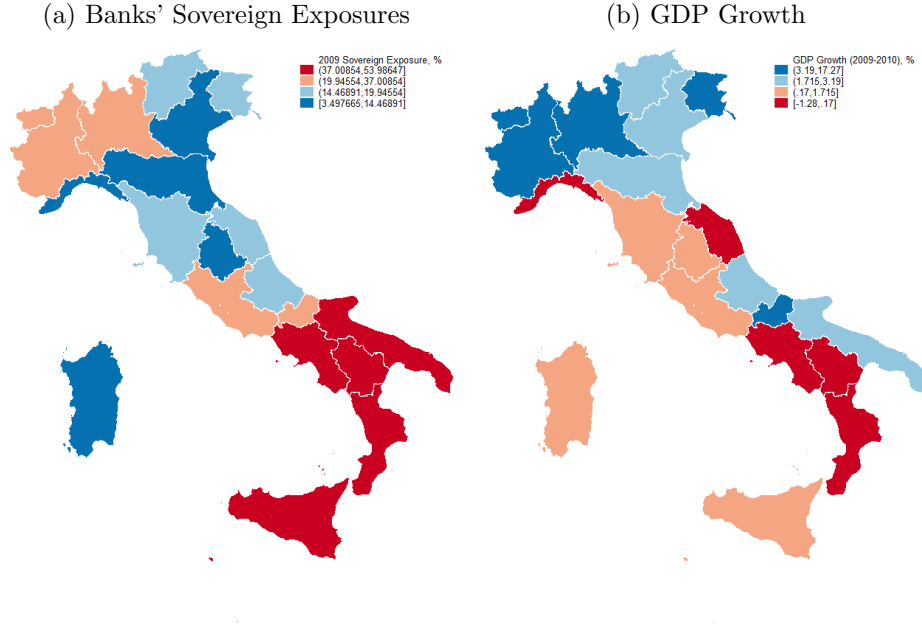 (a) Banks' Sovereign Exposures
2009 Sovereign Exposure, %
(37.00854,53.98647]
(19.94554,37.00854]
(14.46891,19.94554]
[3.497665,14.46891]
(b) GDP Growth
GDP Growth (2009-2010), %
(3.19,17.27]
(1.715,3.19]
(.17,1.715]
[-1.28,.17]